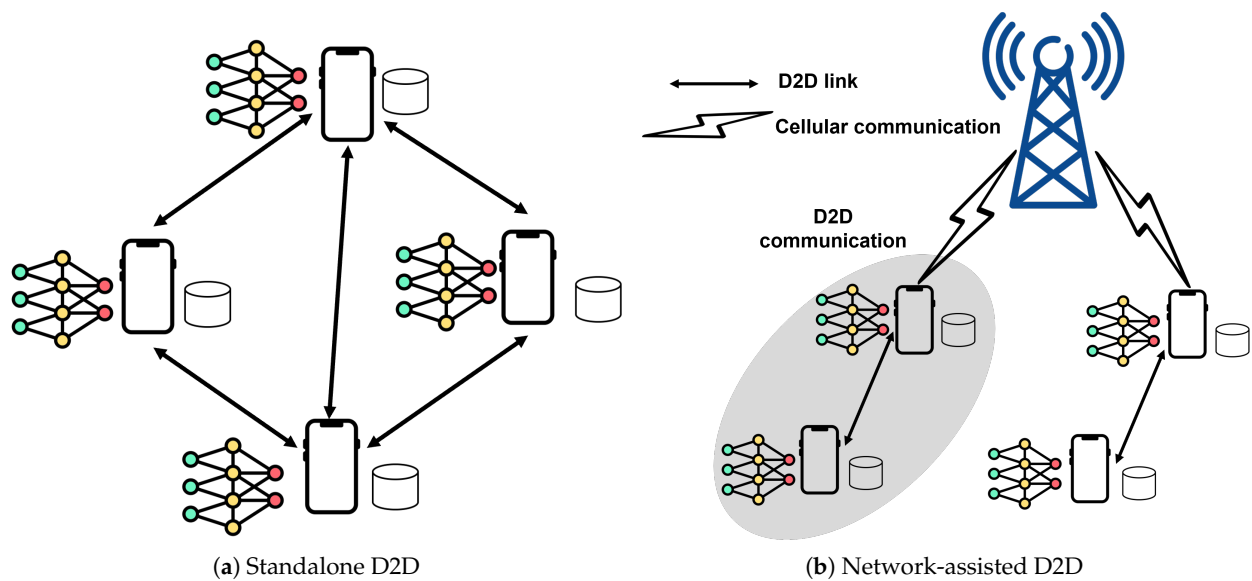 D2D link
Cellular communication
D2D
communication
(a) Standalone D2D
(b) Network-assisted D2D